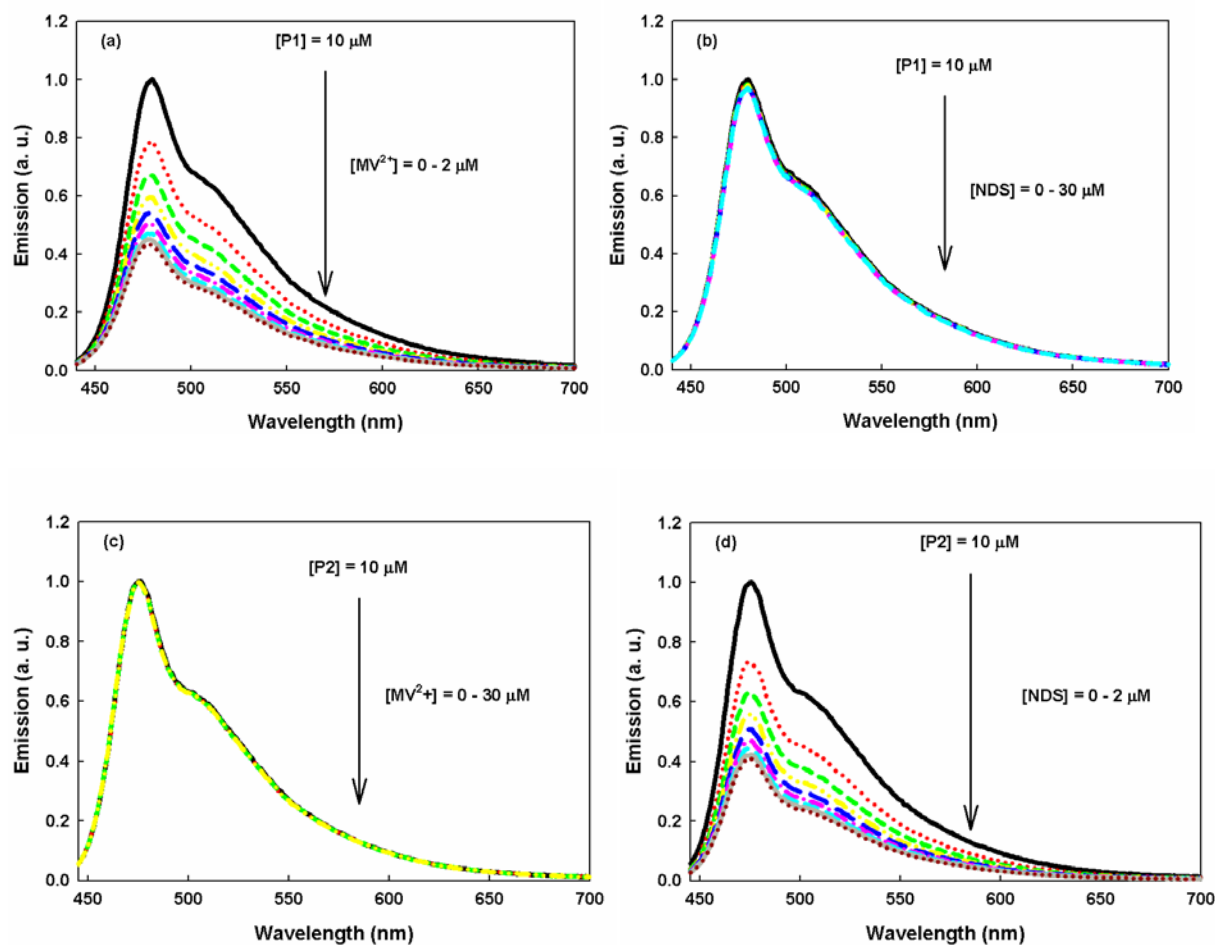 (a)
[P1] = 10 μM
[MV²⁺] = 0 - 2 μM
Emission (a. u.)
1.2
1.0
0.8
0.6
0.4
0.2
0.0
450 500 550 600 650 700
Wavelength (nm)
(b)
[P1] = 10 μM
[NDS] = 0 - 30 μM
Emission (a. u.)
1.2
1.0
0.8
0.6
0.4
0.2
0.0
450 500 550 600 650 700
Wavelength (nm)
(c)
[P2] = 10 μM
[MV²+] = 0 - 30 μM
Emission (a. u.)
1.2
1.0
0.8
0.6
0.4
0.2
0.0
450 500 550 600 650 700
Wavelength (nm)
(d)
[P2] = 10 μM
[NDS] = 0 - 2 μM
Emission (a. u.)
1.2
1.0
0.8
0.6
0.4
0.2
0.0
450 500 550 600 650 700
Wavelength (nm)